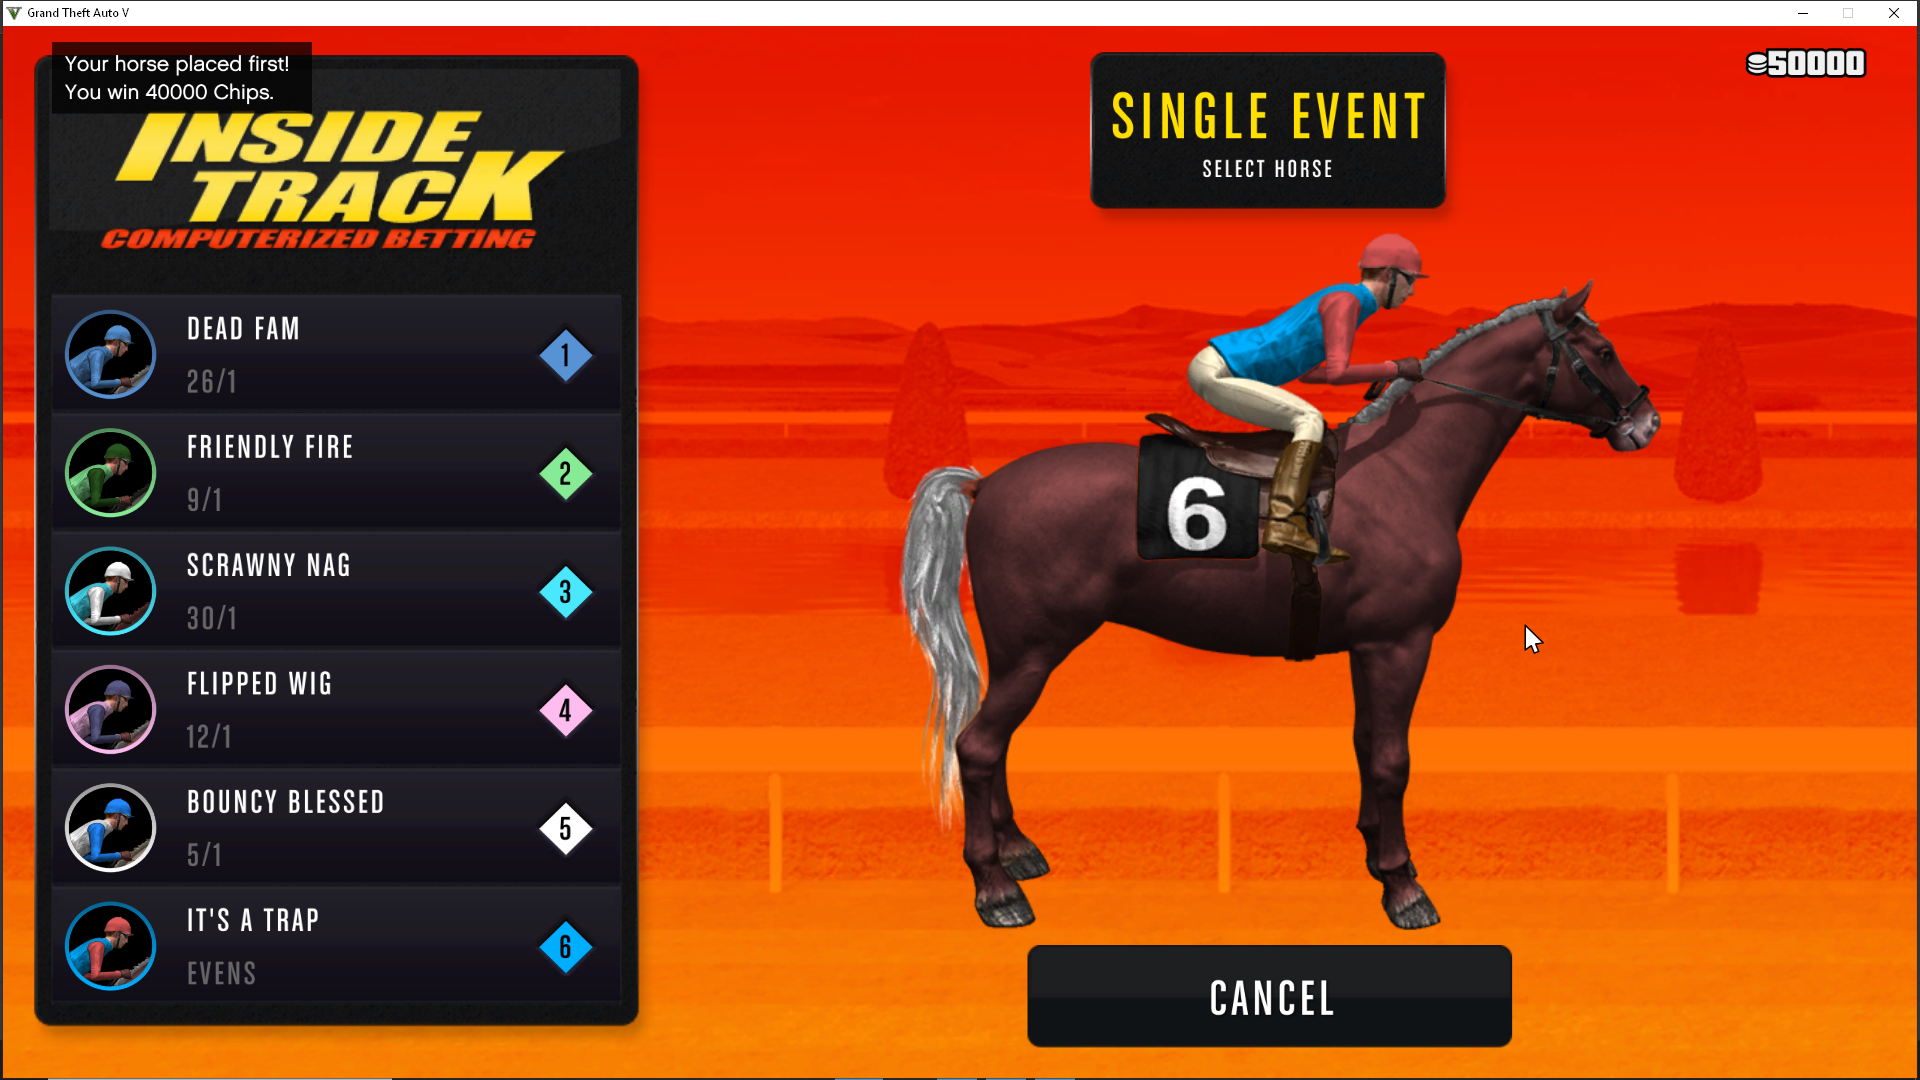 Grand Theft Auto V
Your horse placed first!
You win 40000 Chips.
INSIDE
TRACK
COMPUTERIZED BETTING
DEAD FAM
26/1
1
FRIENDLY FIRE
9/1
2
SCRAWNY NAG
30/1
3
FLIPPED WIG
12/1
4
BOUNCY BLESSED
5/1
5
IT'S A TRAP
EVENS
6
SINGLE EVENT
SELECT HORSE
50000
6
CANCEL